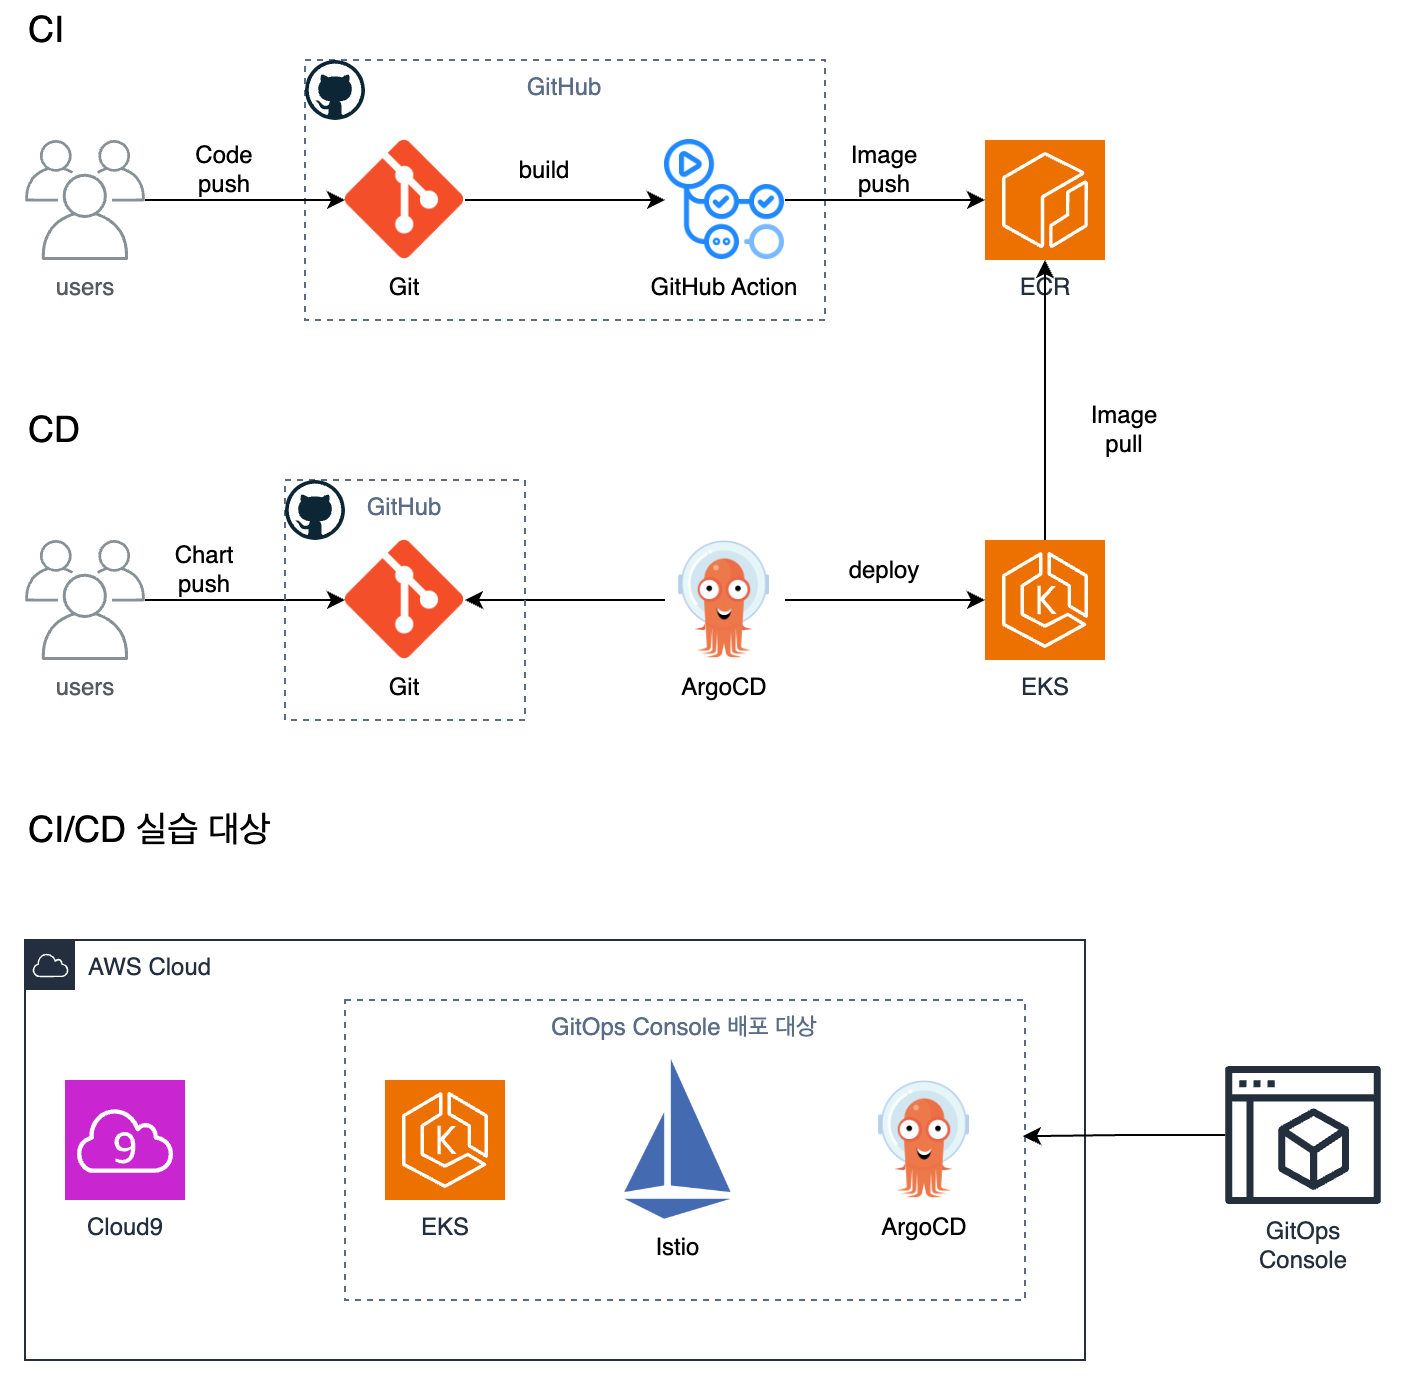 CI
GitHub
Code
push
build
Image
push
users
Git
GitHub Action
ECR
Image
pull
CD
GitHub
Chart
push
deploy
K
users
Git
ArgoCD
EKS
CI/CD 실습 대상
AWS Cloud
GitOps Console 배포 대상
9
K
Cloud9
EKS
Istio
ArgoCD
GitOps
Console